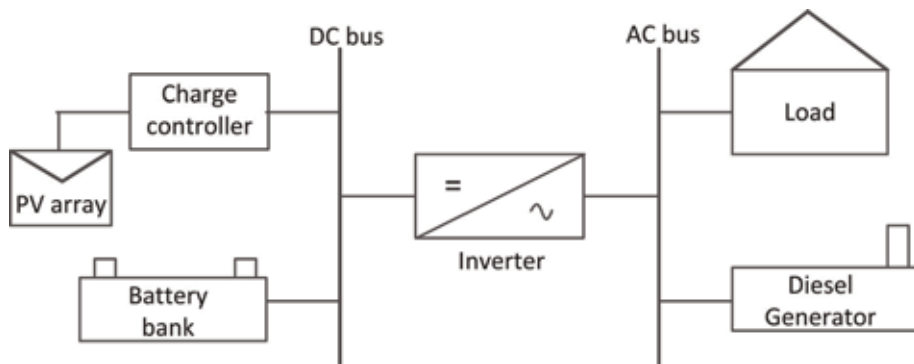 DC bus
AC bus
Charge
controller
Load
PV array
=
∿
Inverter
Battery
bank
Diesel
Generator